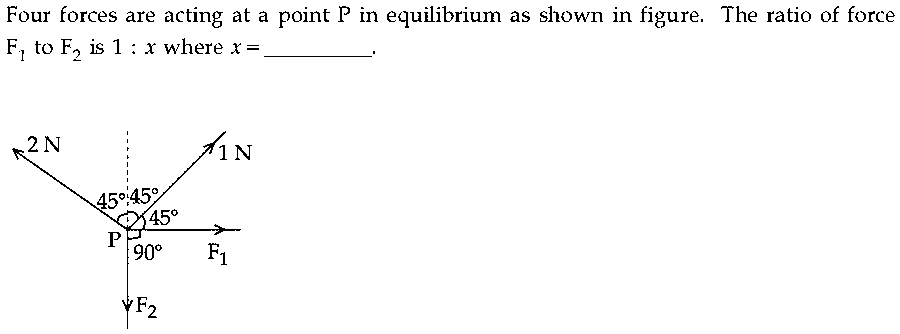 Four forces are acting at a point P in equilibrium as shown in figure. The ratio of force
F₁ to F₂ is 1 : x where x = __________.
2 N
1 N
45° 45°
45°
P
90°
F₁
F₂